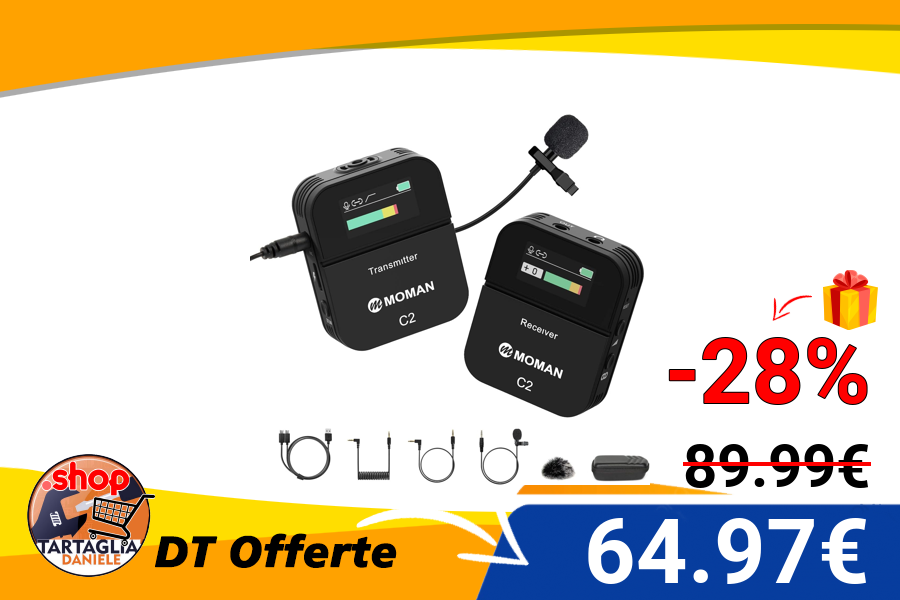 Transmitter
MOMAN
C2
+ 0
Receiver
MOMAN
C2
-28%
89.99€
64.97€
.shop
TARTAGLIA
DANIELE
DT Offerte